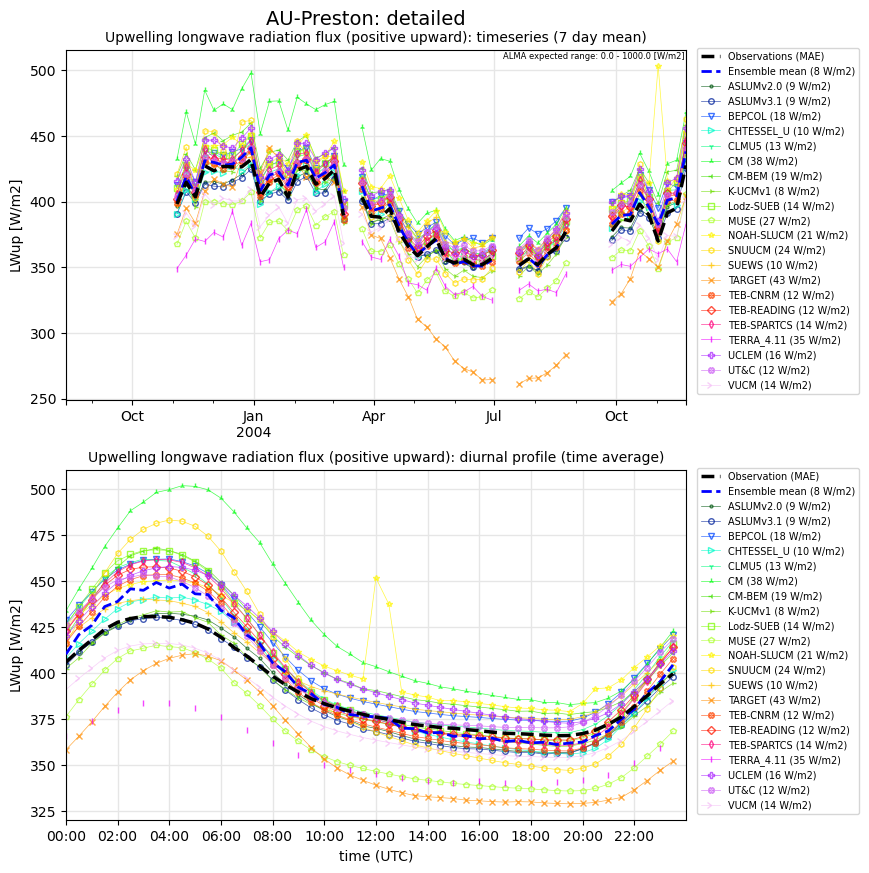 AU-Preston: detailed
Upwelling longwave radiation flux (positive upward): timeseries (7 day mean)
ALMA expected range: 0.0 - 1000.0 [W/m2]
LWup [W/m2]
500
450
400
350
300
250
Oct
Jan
2004
Apr
Jul
Oct
Observations (MAE)
Ensemble mean (8 W/m2)
ASLUMv2.0 (9 W/m2)
ASLUMv3.1 (9 W/m2)
BEPCOL (18 W/m2)
CHTESSEL_U (10 W/m2)
CLMU5 (13 W/m2)
CM (38 W/m2)
CM-BEM (19 W/m2)
K-UCMv1 (8 W/m2)
Lodz-SUEB (14 W/m2)
MUSE (27 W/m2)
NOAH-SLUCM (21 W/m2)
SNUUCM (24 W/m2)
SUEWS (10 W/m2)
TARGET (43 W/m2)
TEB-CNRM (12 W/m2)
TEB-READING (12 W/m2)
TEB-SPARTCS (14 W/m2)
TERRA_4.11 (35 W/m2)
UCLEM (16 W/m2)
UT&C (12 W/m2)
VUCM (14 W/m2)
Upwelling longwave radiation flux (positive upward): diurnal profile (time average)
LWup [W/m2]
500
475
450
425
400
375
350
325
00:00
02:00
04:00
06:00
08:00
10:00
12:00
14:00
16:00
18:00
20:00
22:00
time (UTC)
Observation (MAE)
Ensemble mean (8 W/m2)
ASLUMv2.0 (9 W/m2)
ASLUMv3.1 (9 W/m2)
BEPCOL (18 W/m2)
CHTESSEL_U (10 W/m2)
CLMU5 (13 W/m2)
CM (38 W/m2)
CM-BEM (19 W/m2)
K-UCMv1 (8 W/m2)
Lodz-SUEB (14 W/m2)
MUSE (27 W/m2)
NOAH-SLUCM (21 W/m2)
SNUUCM (24 W/m2)
SUEWS (10 W/m2)
TARGET (43 W/m2)
TEB-CNRM (12 W/m2)
TEB-READING (12 W/m2)
TEB-SPARTCS (14 W/m2)
TERRA_4.11 (35 W/m2)
UCLEM (16 W/m2)
UT&C (12 W/m2)
VUCM (14 W/m2)